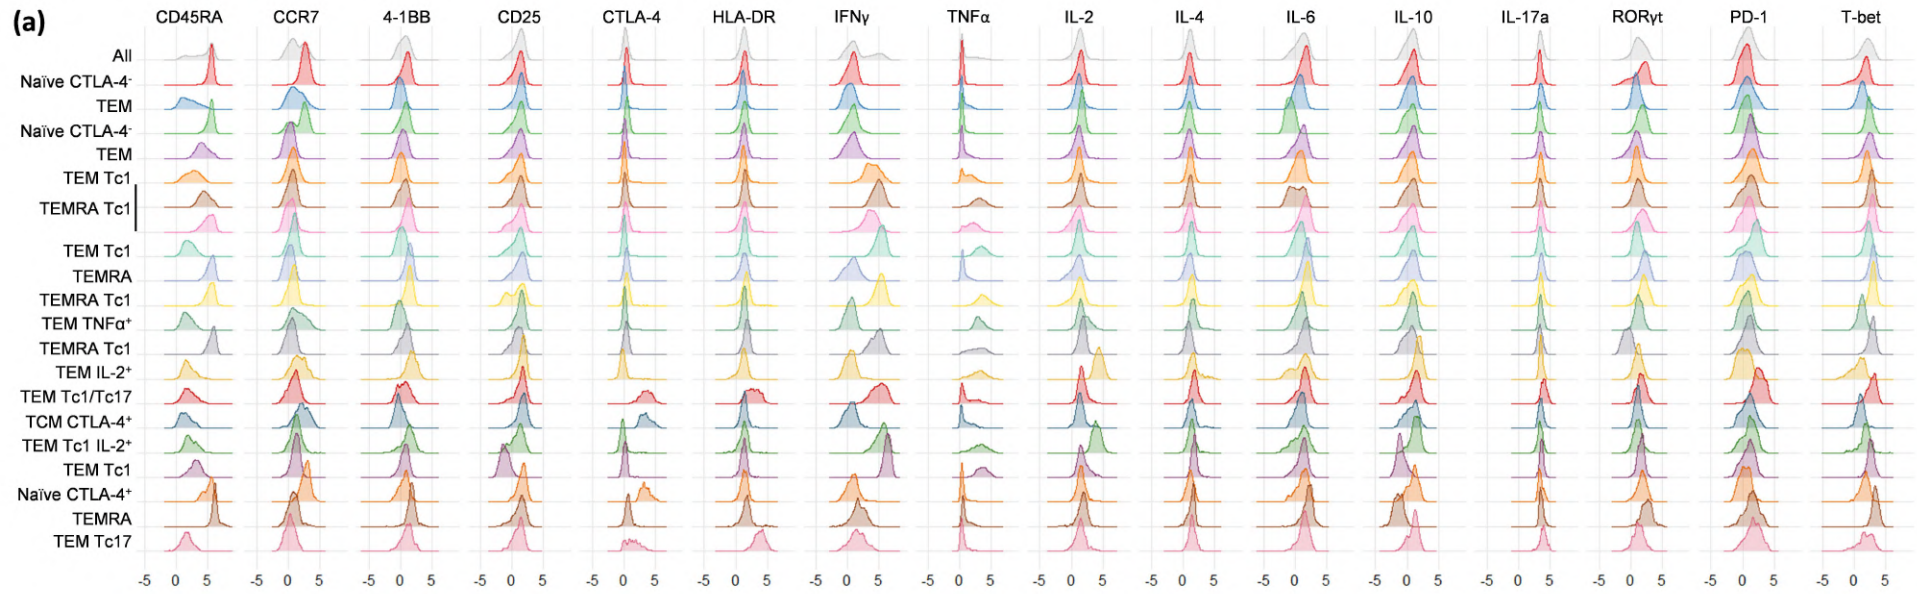 (a)
CD45RA CCR7 4-1BB CD25 CTLA-4 HLA-DR IFNγ TNFα IL-2 IL-4 IL-6 IL-10 IL-17a RORγt PD-1 T-bet
All
Naïve CTLA-4⁻
TEM
Naïve CTLA-4⁻
TEM
TEM Tc1
TEMRA Tc1
TEM Tc1
TEMRA
TEMRA Tc1
TEM TNFα⁺
TEMRA Tc1
TEM IL-2⁺
TEM Tc1/Tc17
TCM CTLA-4⁺
TEM Tc1 IL-2⁺
TEM Tc1
Naïve CTLA-4⁺
TEMRA
TEM Tc17
-5 0 5 -5 0 5 -5 0 5 -5 0 5 -5 0 5 -5 0 5 -5 0 5 -5 0 5 -5 0 5 -5 0 5 -5 0 5 -5 0 5 -5 0 5 -5 0 5 -5 0 5 -5 0 5